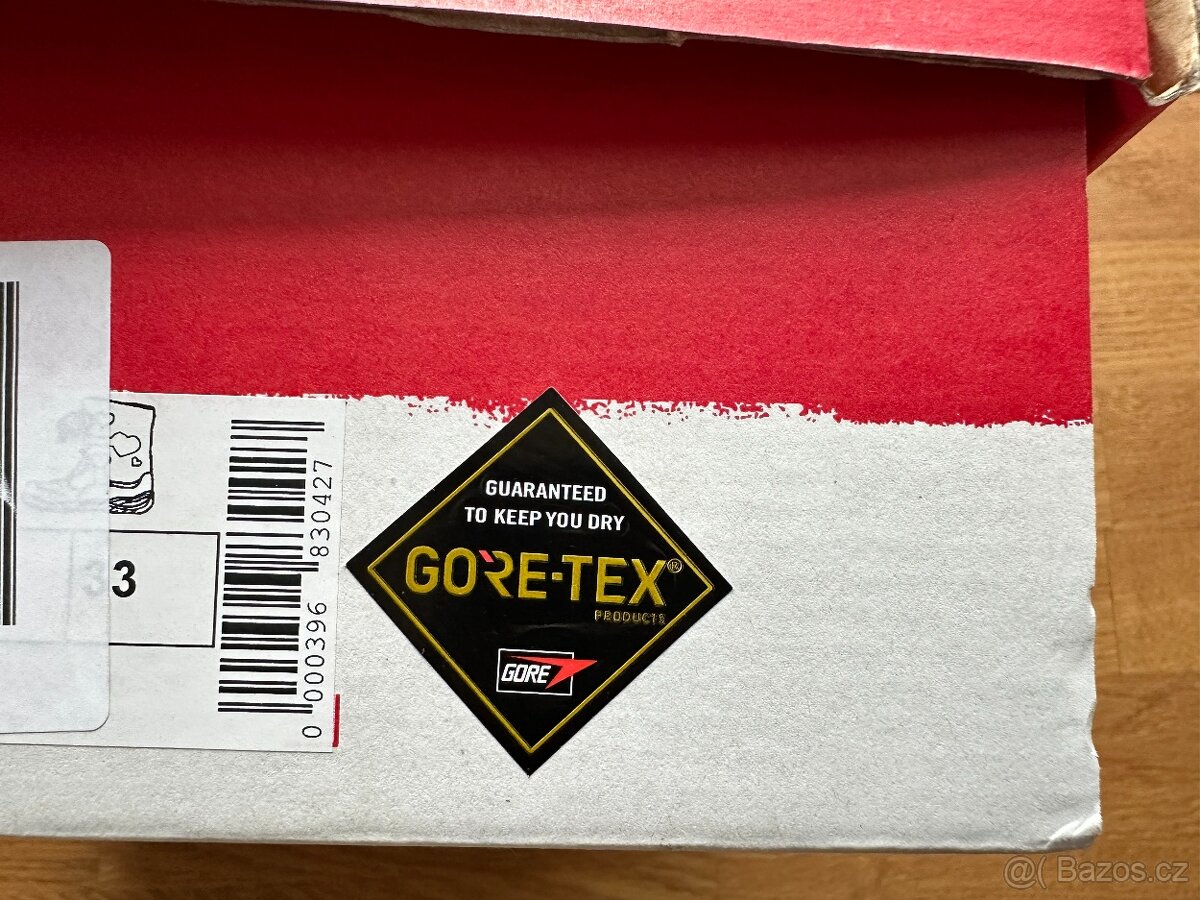 GUARANTEED
TO KEEP YOU DRY
GORE-TEX®
PRODUCTS
GORE
33
0 000396 830427
@( Bazos.cz